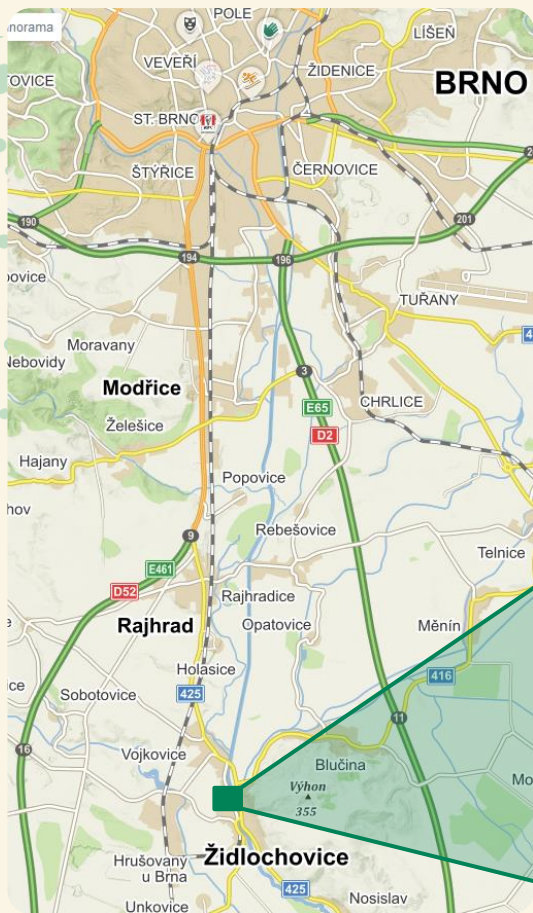 POLE
norama
LÍŠEŇ
VEVEŘÍ
ŽIDENICE
BRNO
ST. BRNO
ŠTÝŘICE
ČERNOVICE
190
201
194
196
TUŘANY
Moravany
Nebovidy
3
Modřice
CHRLICE
E65
Želešice
D2
Hajany
Popovice
hov
Rebešovice
9
Telnice
E461
D52
Rajhradice
Rajhrad
Opatovice
Měnín
Holasice
416
Sobotovice
425
11
16
Vojkovice
Blučina
Výhon
355
Mo
Židlochovice
Hrušovany
u Brna
425
Nosislav
Unkovice